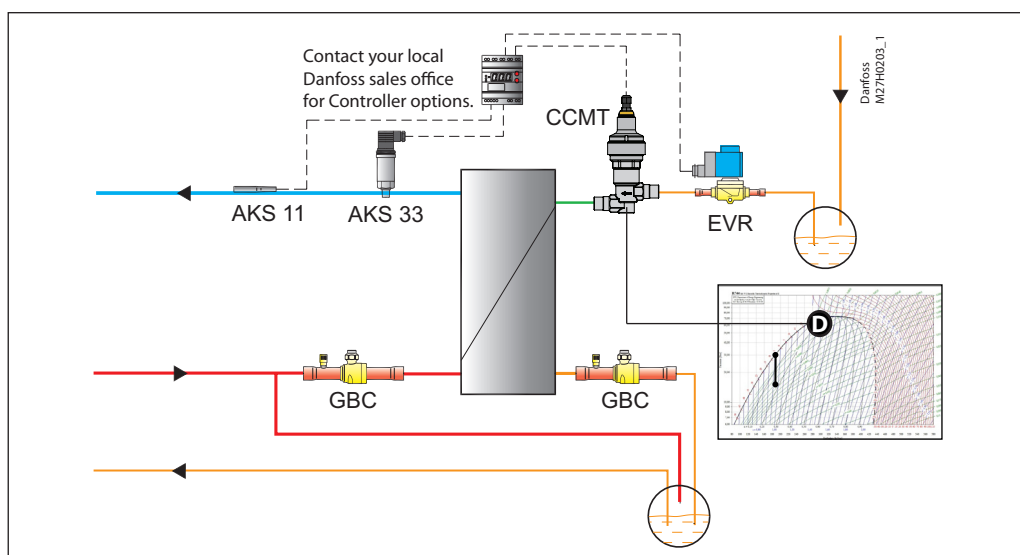 Contact your local
Danfoss sales office
for Controller options.
CCMT
Danfoss
M27H0203_1
AKS 11
AKS 33
EVR
D
GBC
GBC